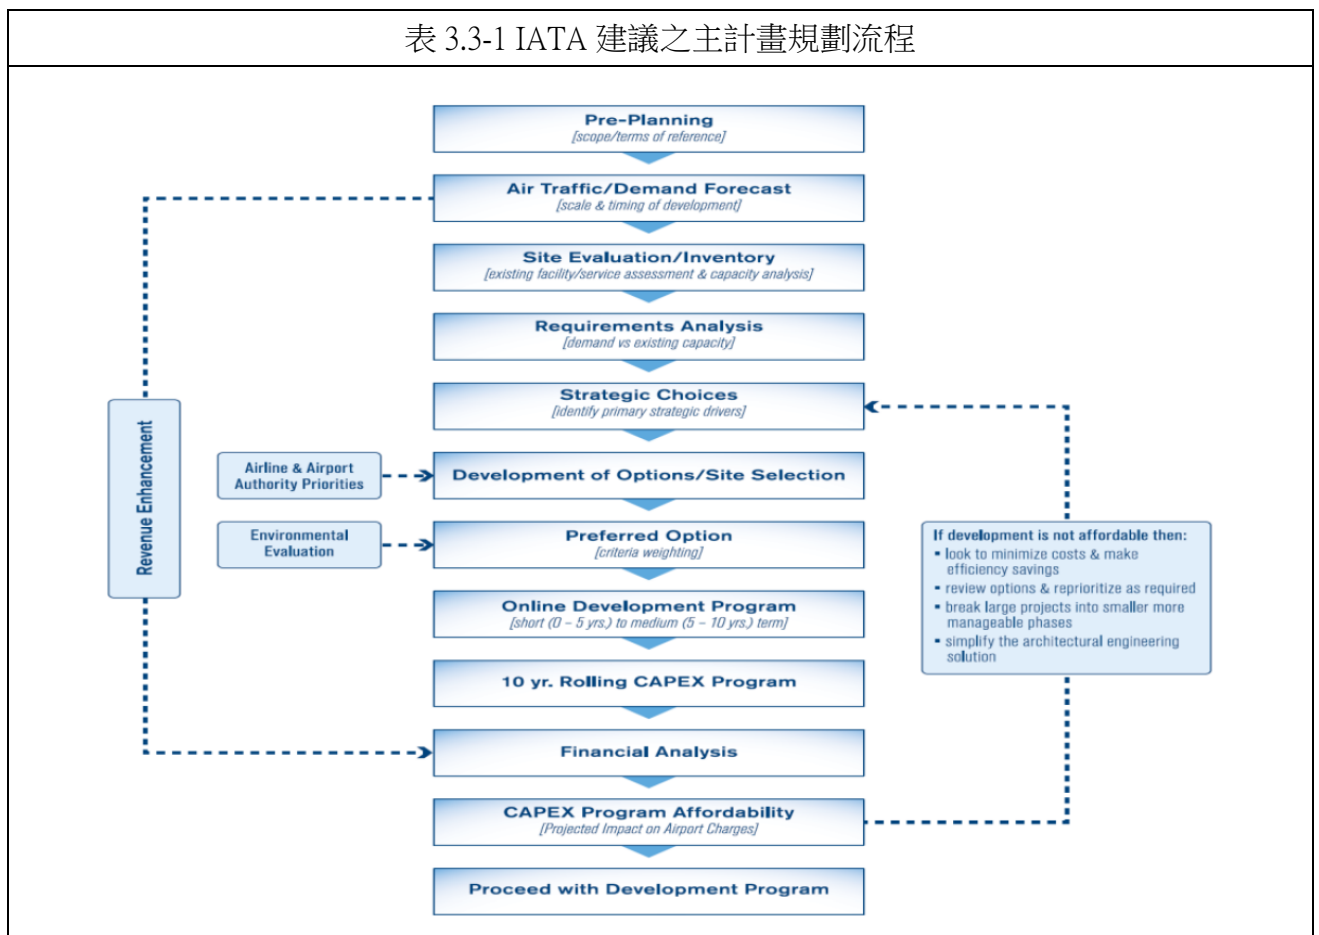 表 3.3-1 IATA 建議之主計畫規劃流程
Pre-Planning
[scope/terms of reference]
Air Traffic/Demand Forecast
[scale & timing of development]
Site Evaluation/Inventory
[existing facility/service assessment & capacity analysis]
Requirements Analysis
[demand vs existing capacity]
Strategic Choices
[identify primary strategic drivers]
Revenue Enhancement
Airline & Airport
Authority Priorities
Development of Options/Site Selection
Environmental
Evaluation
Preferred Option
[criteria weighting]
If development is not affordable then:
▪ look to minimize costs & make
efficiency savings
▪ review options & reprioritize as required
▪ break large projects into smaller more
manageable phases
▪ simplify the architectural engineering
solution
Online Development Program
[short (0 – 5 yrs.) to medium (5 – 10 yrs.) term]
10 yr. Rolling CAPEX Program
Financial Analysis
CAPEX Program Affordability
[Projected Impact on Airport Charges]
Proceed with Development Program